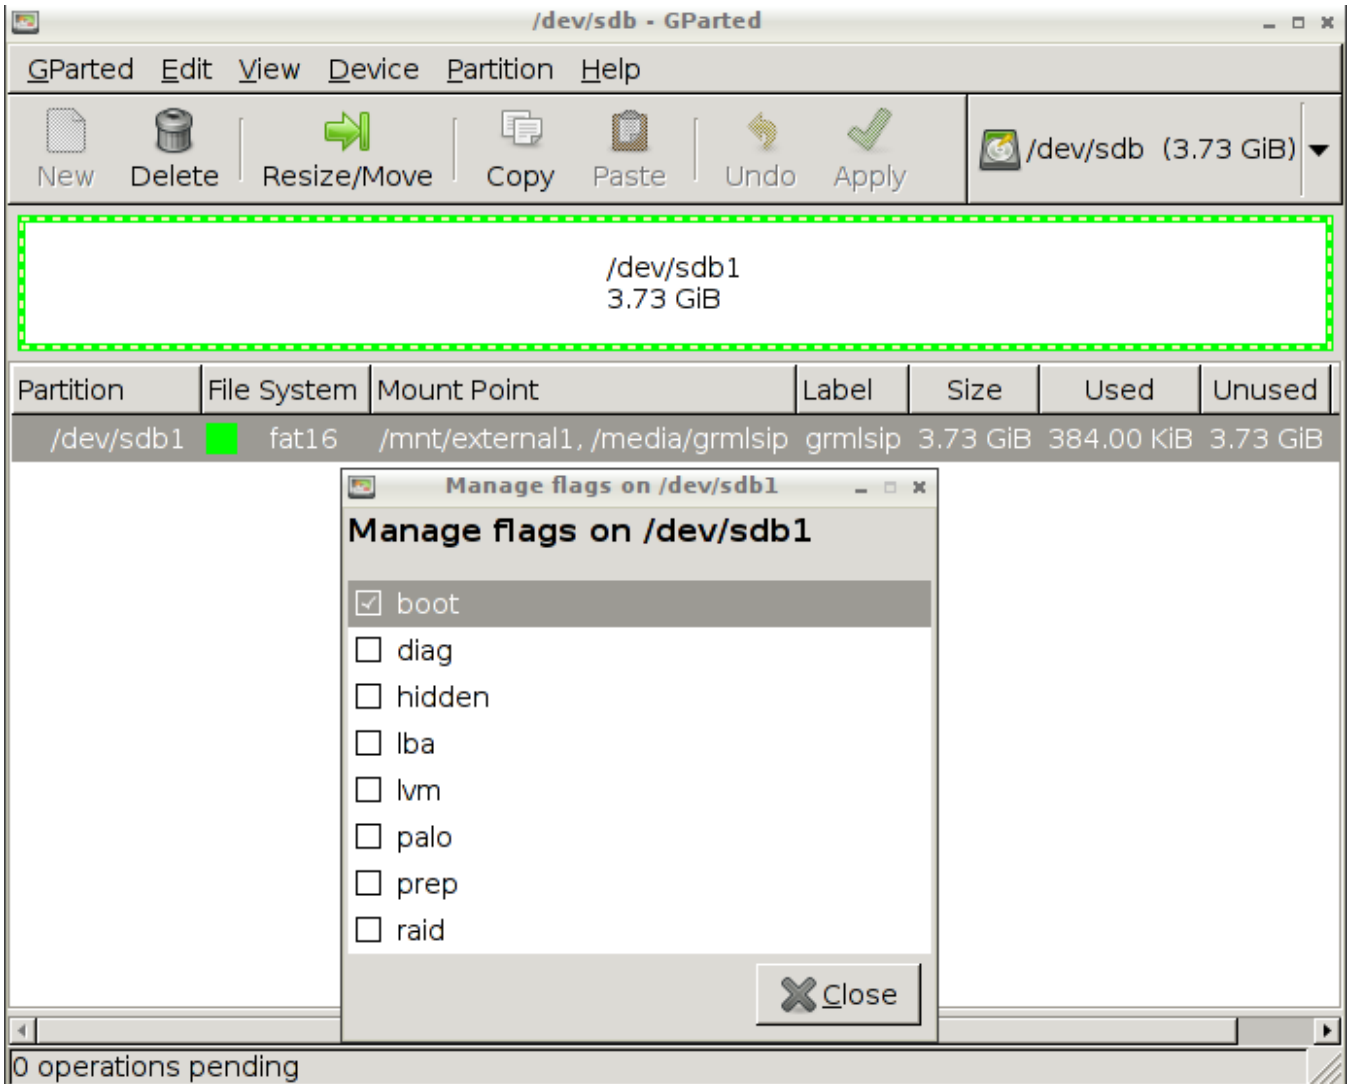 /dev/sdb - GParted
GParted Edit View Device Partition Help
New Delete Resize/Move Copy Paste Undo Apply /dev/sdb (3.73 GiB)
/dev/sdb1
3.73 GiB
Partition File System Mount Point Label Size Used Unused
/dev/sdb1 fat16 /mnt/external1, /media/grmlsip grmlsip 3.73 GiB 384.00 KiB 3.73 GiB
Manage flags on /dev/sdb1
Manage flags on /dev/sdb1
boot
diag
hidden
lba
lvm
palo
prep
raid
Close
0 operations pending